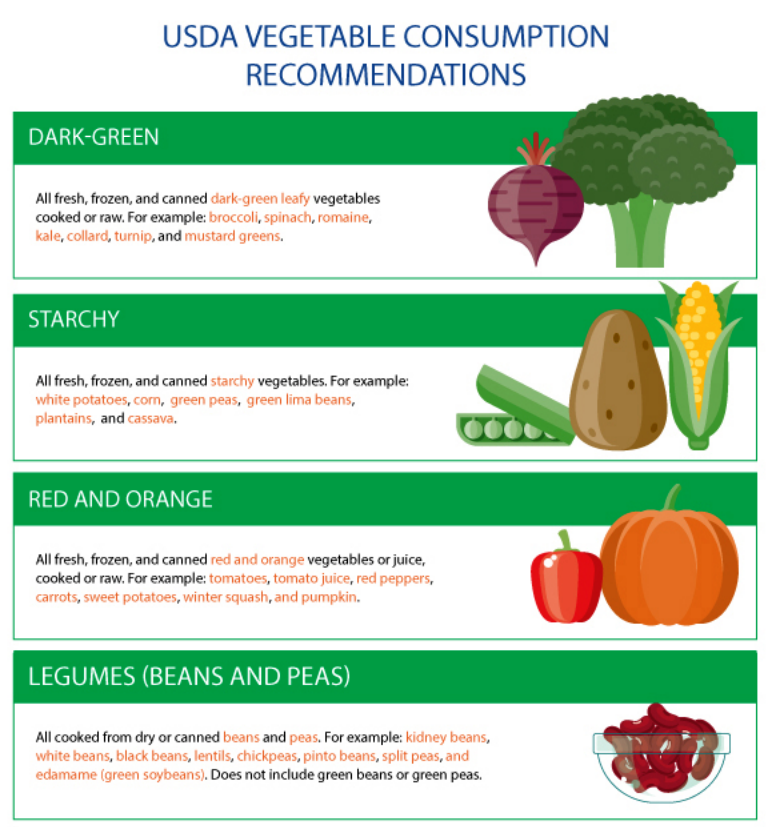 USDA VEGETABLE CONSUMPTION
RECOMMENDATIONS
DARK-GREEN
All fresh, frozen, and canned dark-green leafy vegetables
cooked or raw. For example: broccoli, spinach, romaine,
kale, collard, turnip, and mustard greens.
STARCHY
All fresh, frozen, and canned starchy vegetables. For example:
white potatoes, corn, green peas, green lima beans,
plantains, and cassava.
RED AND ORANGE
All fresh, frozen, and canned red and orange vegetables or juice,
cooked or raw. For example: tomatoes, tomato juice, red peppers,
carrots, sweet potatoes, winter squash, and pumpkin.
LEGUMES (BEANS AND PEAS)
All cooked from dry or canned beans and peas. For example: kidney beans,
white beans, black beans, lentils, chickpeas, pinto beans, split peas, and
edamame (green soybeans). Does not include green beans or green peas.